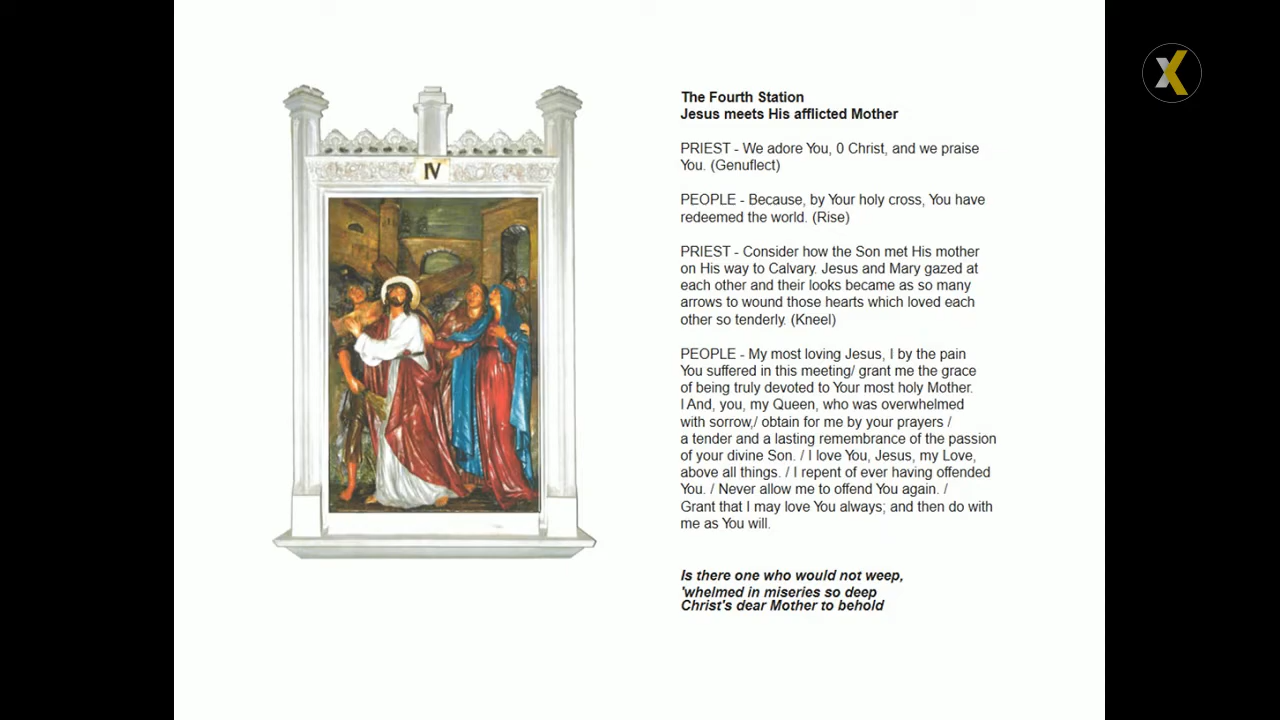 IV
The Fourth Station
Jesus meets His afflicted Mother
PRIEST - We adore You, 0 Christ, and we praise
You. (Genuflect)
PEOPLE - Because, by Your holy cross, You have
redeemed the world. (Rise)
PRIEST - Consider how the Son met His mother
on His way to Calvary. Jesus and Mary gazed at
each other and their looks became as so many
arrows to wound those hearts which loved each
other so tenderly. (Kneel)
PEOPLE - My most loving Jesus, I by the pain
You suffered in this meeting/ grant me the grace
of being truly devoted to Your most holy Mother.
I And, you, my Queen, who was overwhelmed
with sorrow,/ obtain for me by your prayers /
a tender and a lasting remembrance of the passion
of your divine Son. / I love You, Jesus, my Love,
above all things. / I repent of ever having offended
You. / Never allow me to offend You again. /
Grant that I may love You always; and then do with
me as You will.
Is there one who would not weep,
'whelmed in miseries so deep
Christ's dear Mother to behold